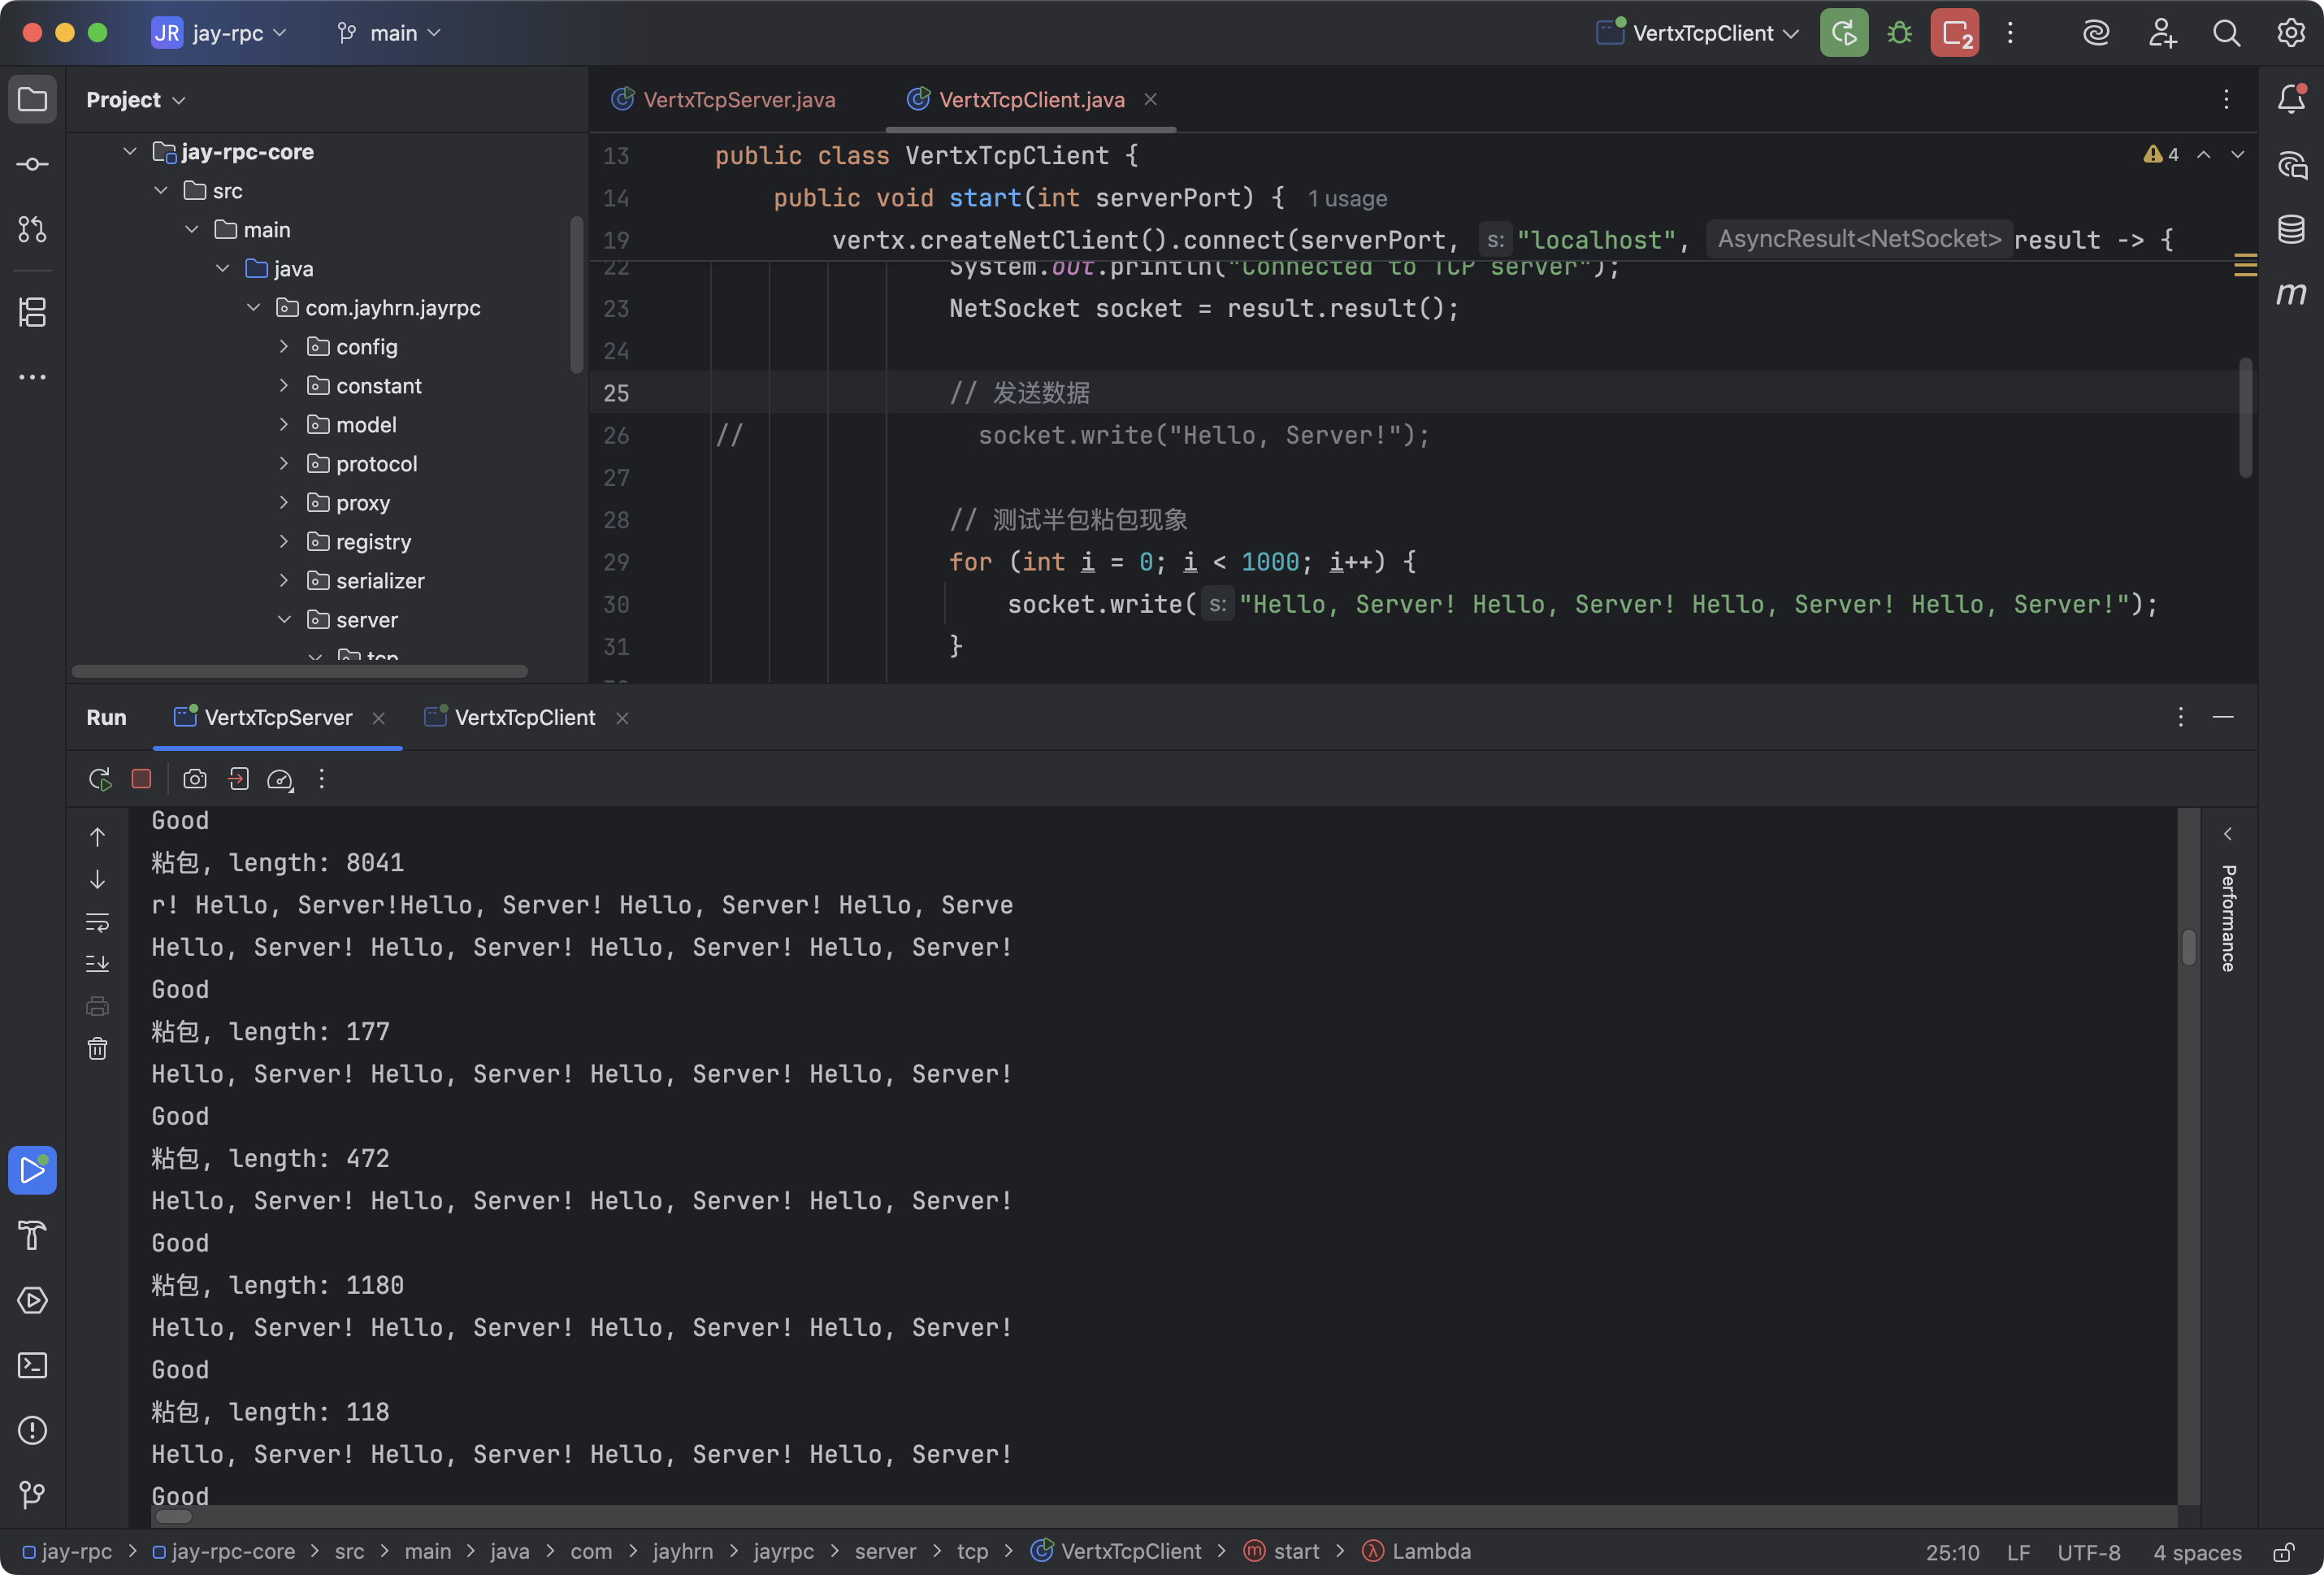 JR jay-rpc main VertxTcpClient 2
Project
jay-rpc-core
src
main
java
com.jayhrn.jayrpc
config
constant
model
protocol
proxy
registry
serializer
server
tcp
VertxTcpServer.java VertxTcpClient.java
4
13 public class VertxTcpClient {
14 public void start(int serverPort) { 1 usage
19 vertx.createNetClient().connect(serverPort, s: "localhost", AsyncResult<NetSocket> result -> {
22 System.out.println("Connected to TCP server");
23 NetSocket socket = result.result();
24
25 // 发送数据
26 // socket.write("Hello, Server!");
27
28 // 测试半包粘包现象
29 for (int i = 0; i < 1000; i++) {
30 socket.write( s: "Hello, Server! Hello, Server! Hello, Server! Hello, Server!");
31 }
m
Run VertxTcpServer VertxTcpClient
Good
粘包, length: 8041
r! Hello, Server!Hello, Server! Hello, Server! Hello, Serve
Hello, Server! Hello, Server! Hello, Server! Hello, Server!
Good
粘包, length: 177
Hello, Server! Hello, Server! Hello, Server! Hello, Server!
Good
粘包, length: 472
Hello, Server! Hello, Server! Hello, Server! Hello, Server!
Good
粘包, length: 1180
Hello, Server! Hello, Server! Hello, Server! Hello, Server!
Good
粘包, length: 118
Hello, Server! Hello, Server! Hello, Server! Hello, Server!
Good
Performance
jay-rpc > jay-rpc-core > src > main > java > com > jayhrn > jayrpc > server > tcp > VertxTcpClient > start > Lambda
25:10 LF UTF-8 4 spaces